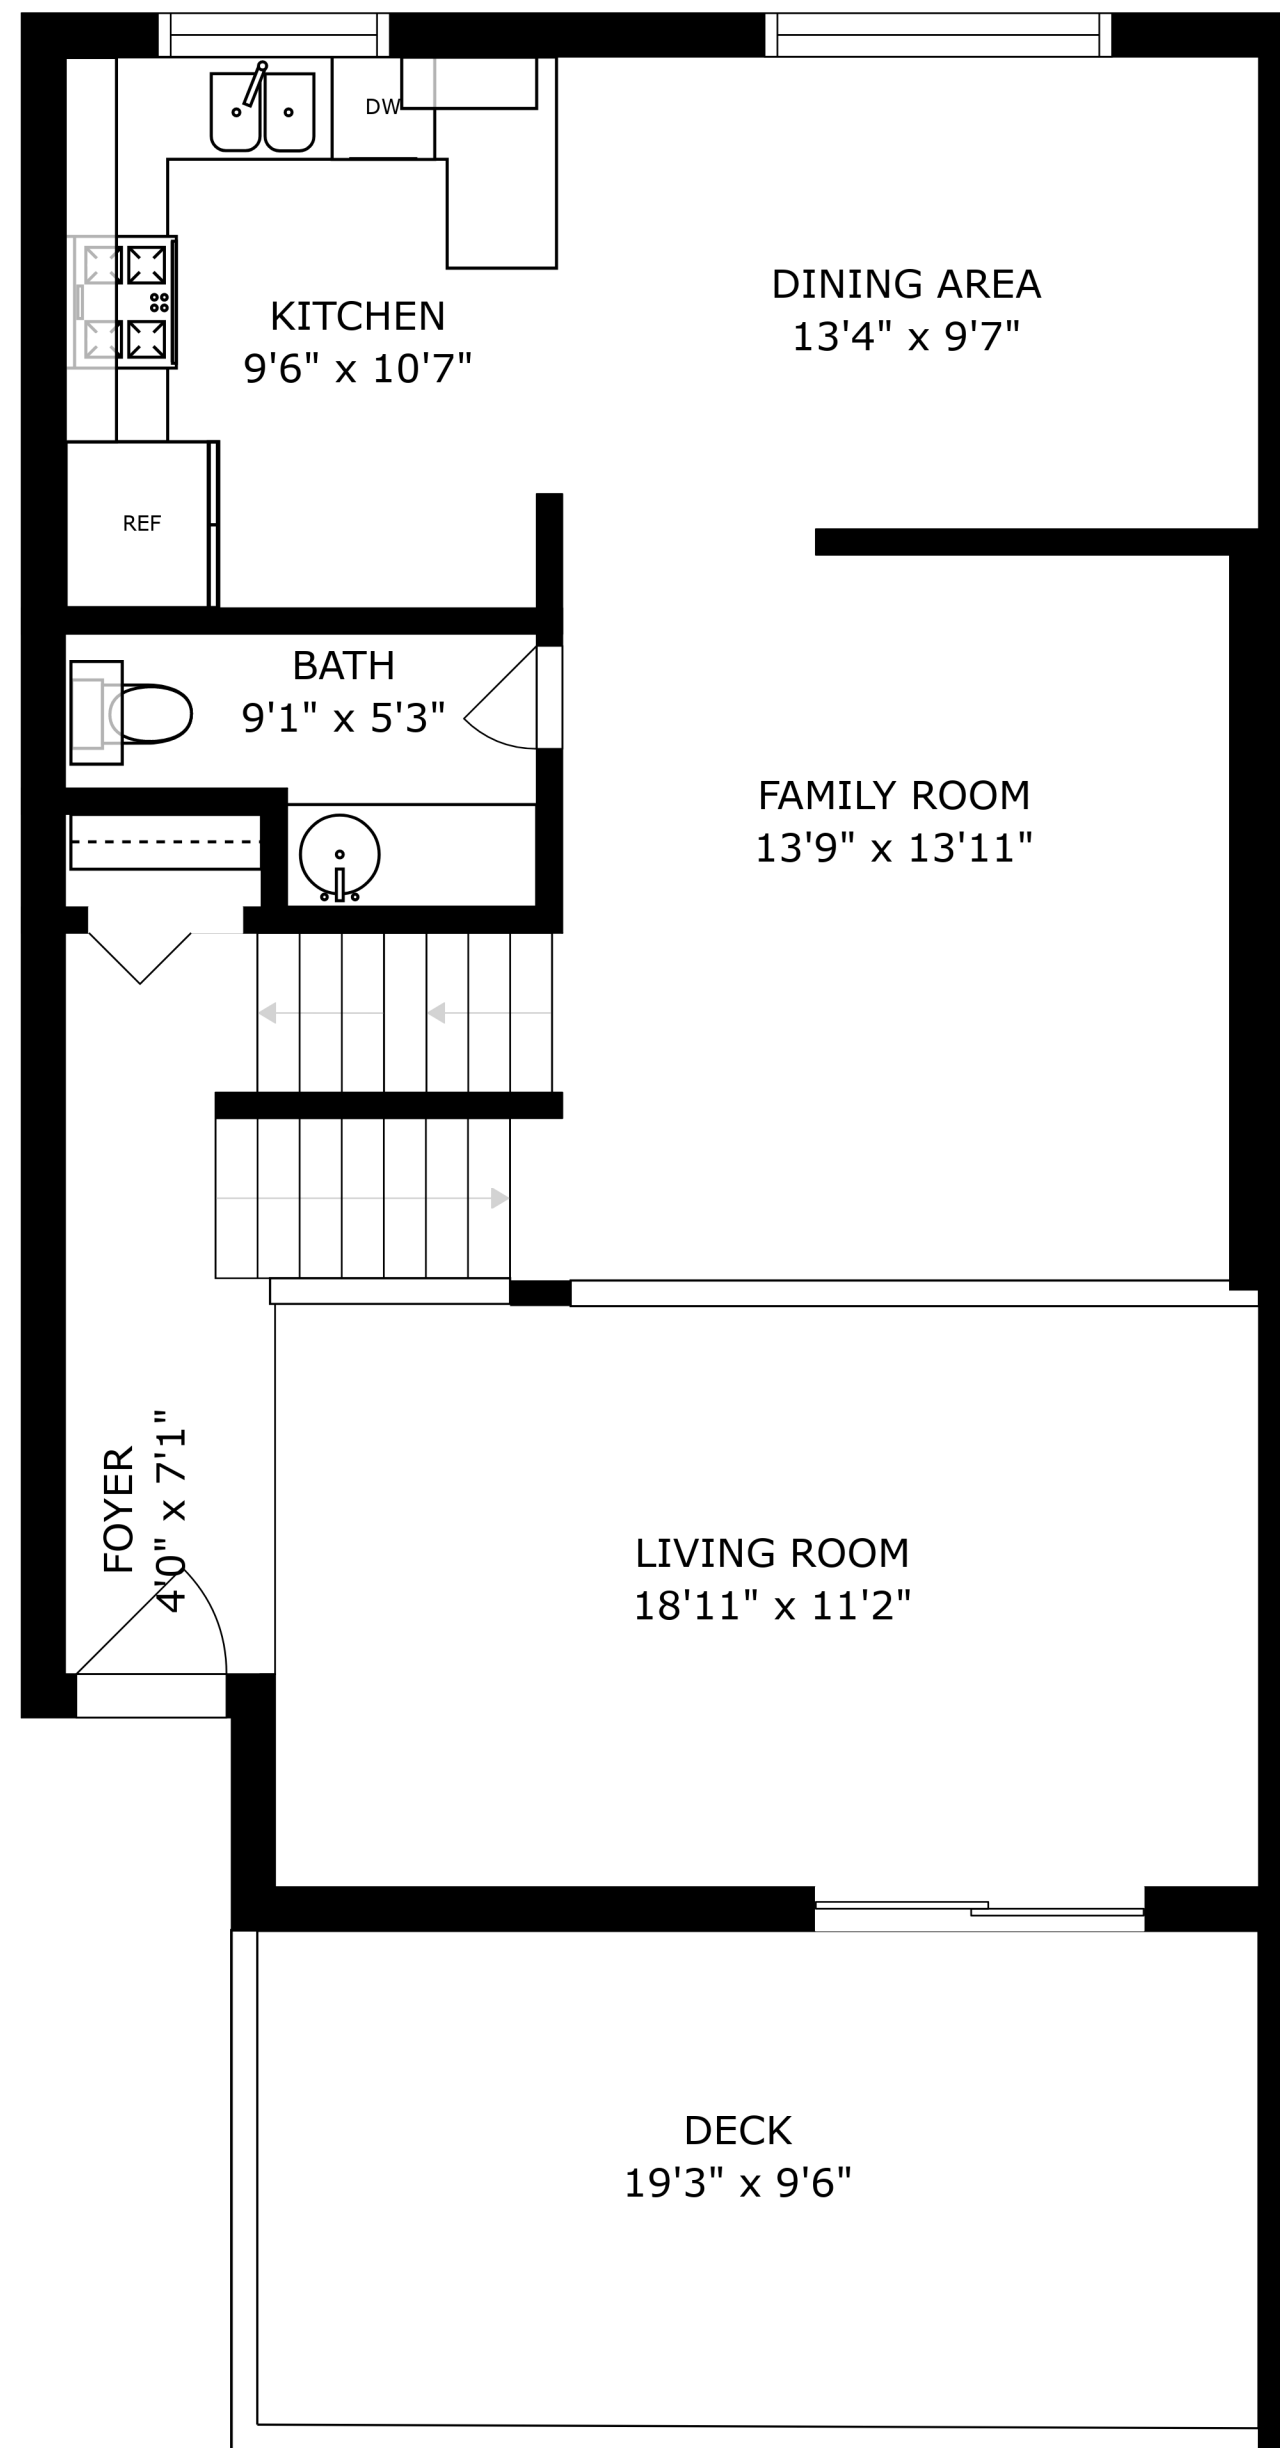 DW
DINING AREA
13'4" x 9'7"
KITCHEN
9'6" x 10'7"
REF
BATH
9'1" x 5'3"
FAMILY ROOM
13'9" x 13'11"
FOYER
4'0" x 7'1"
LIVING ROOM
18'11" x 11'2"
DECK
19'3" x 9'6"